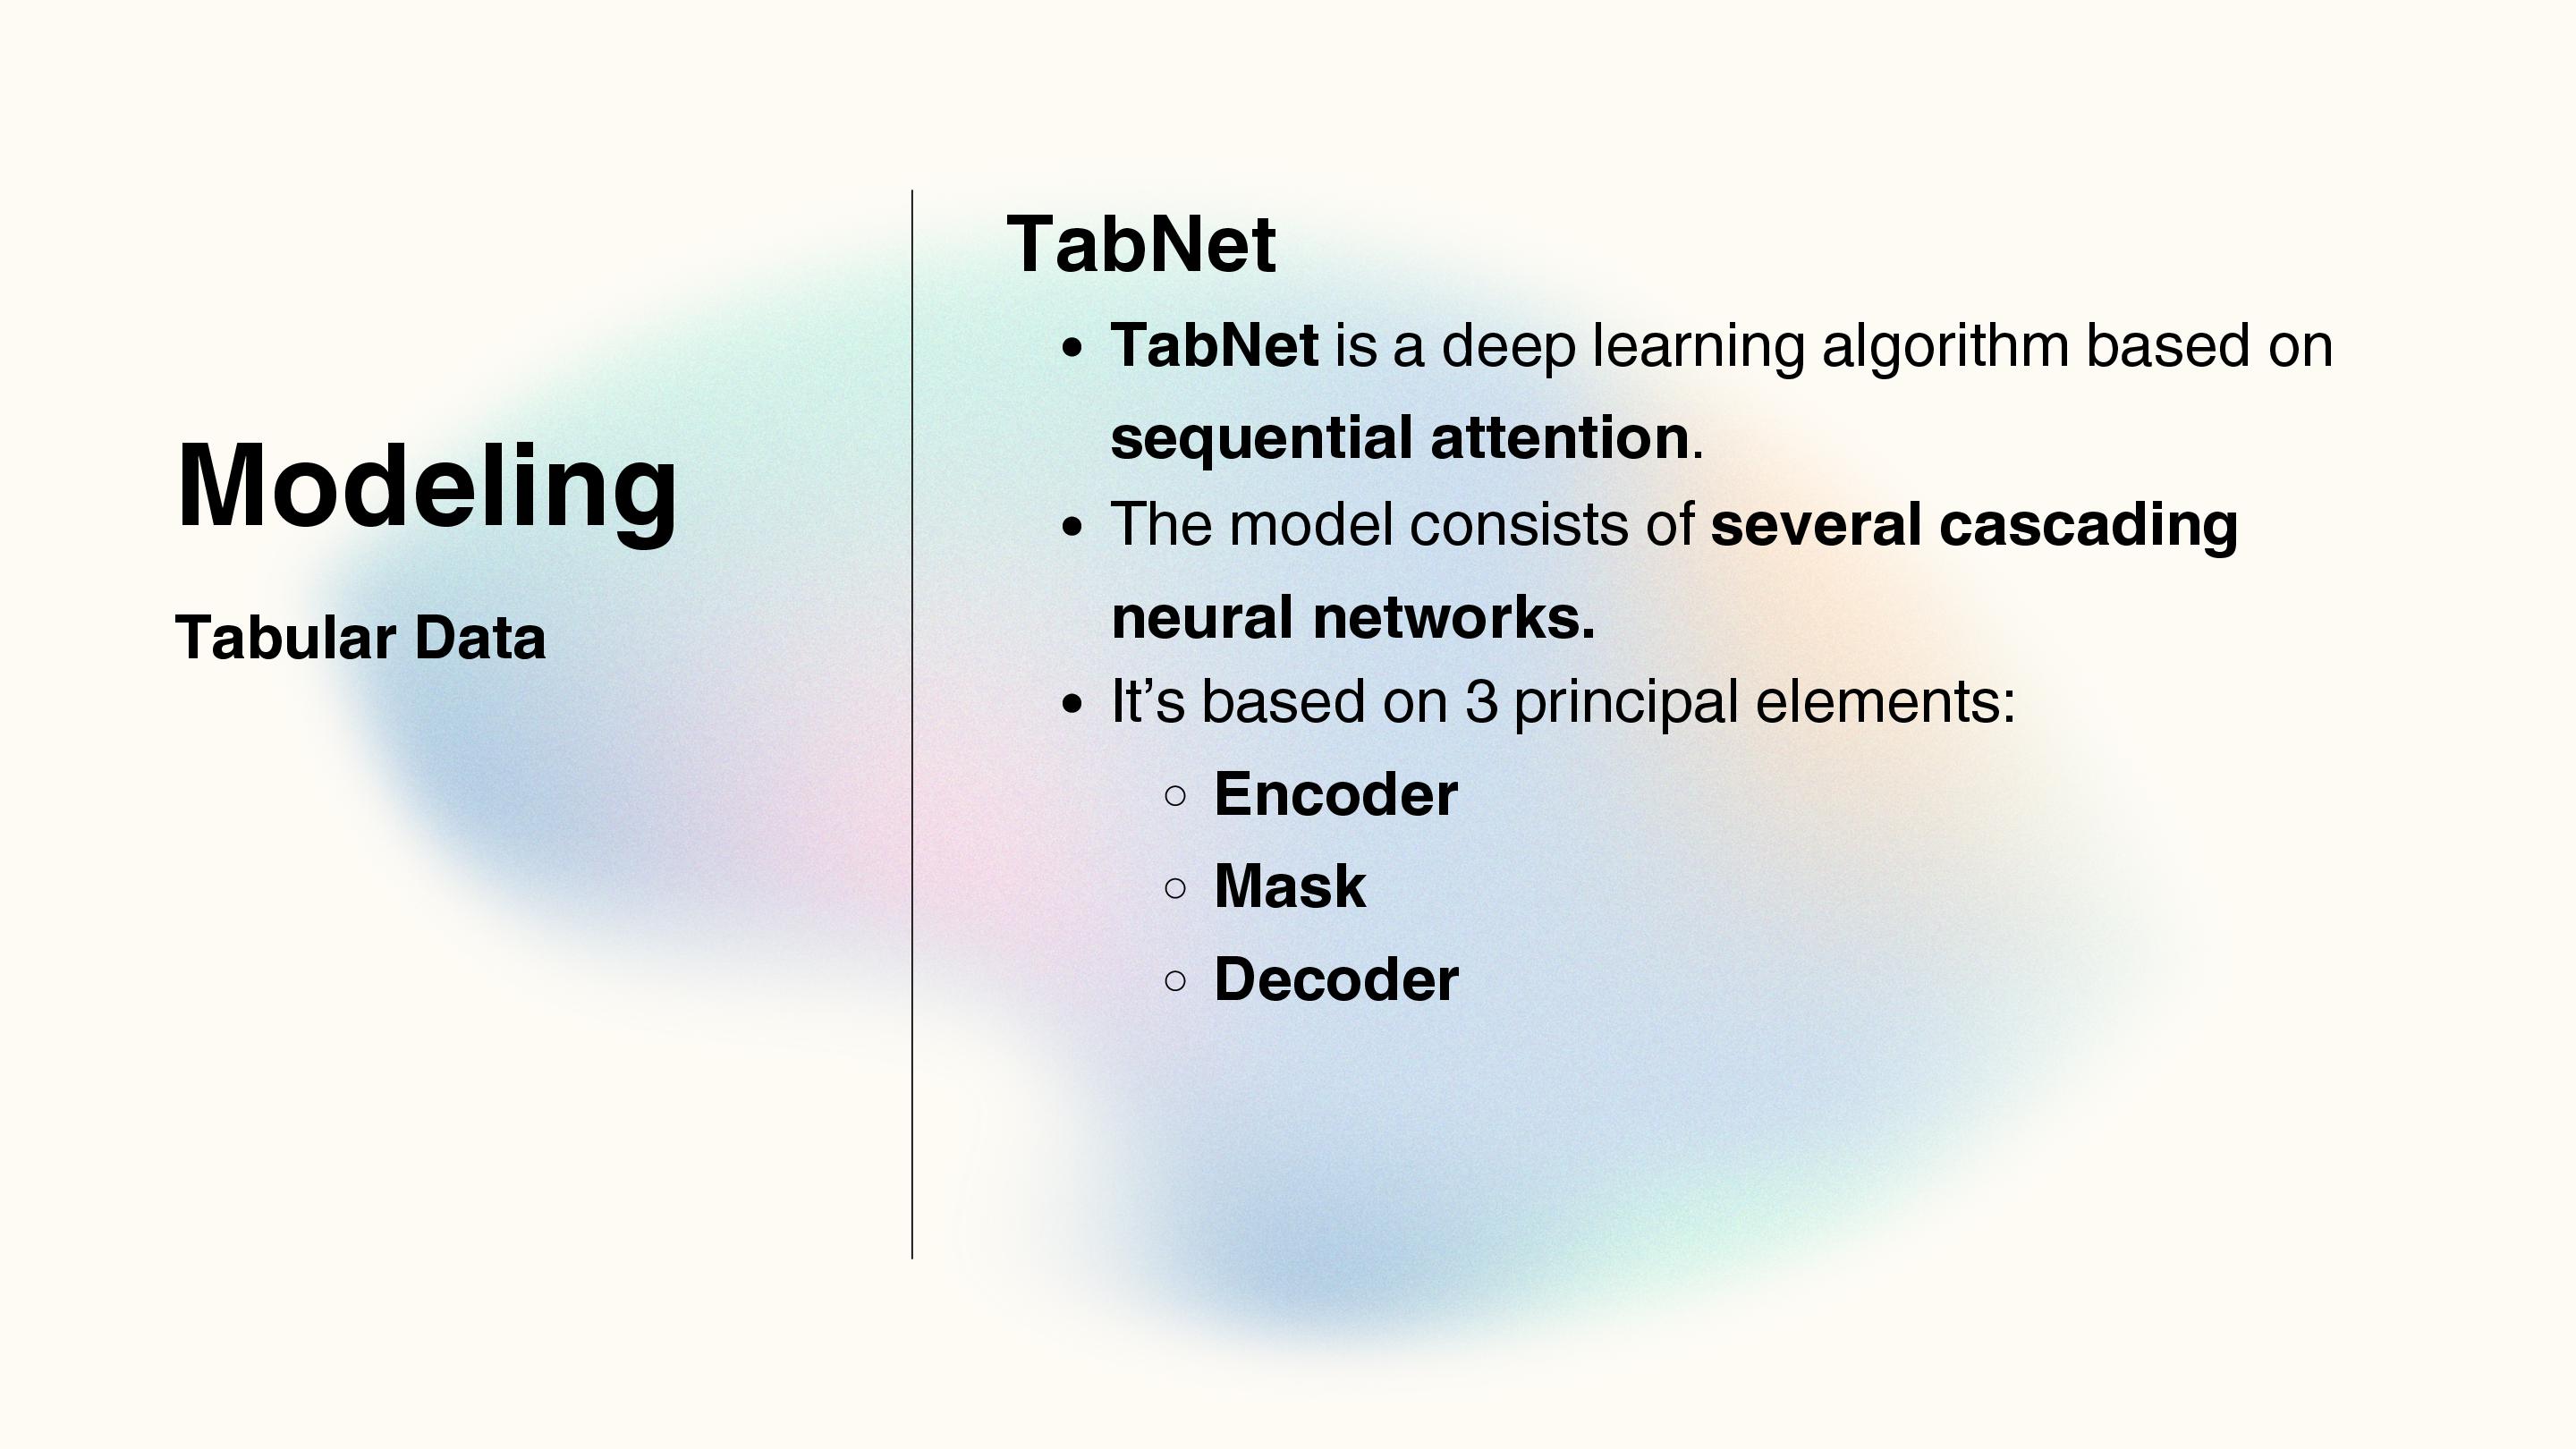 Modeling
Tabular Data
TabNet
• TabNet is a deep learning algorithm based on
sequential attention.
• The model consists of several cascading
neural networks.
• It’s based on 3 principal elements:
○ Encoder
○ Mask
○ Decoder